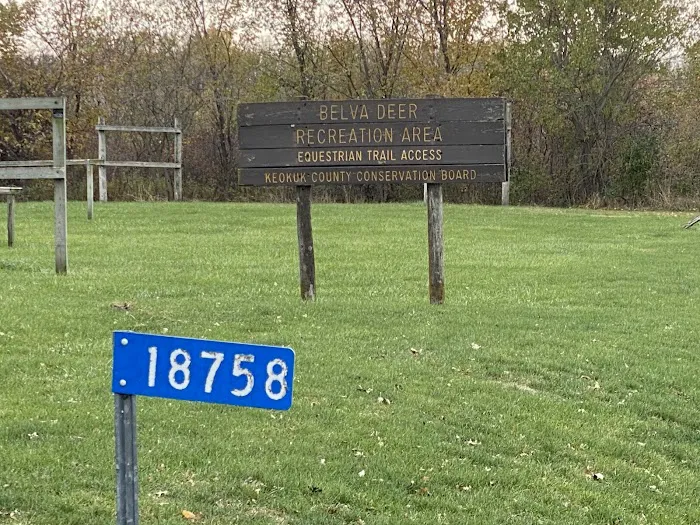 BELVA DEER
RECREATION AREA
EQUESTRIAN TRAIL ACCESS
KEOKUK COUNTY CONSERVATION BOARD
18758